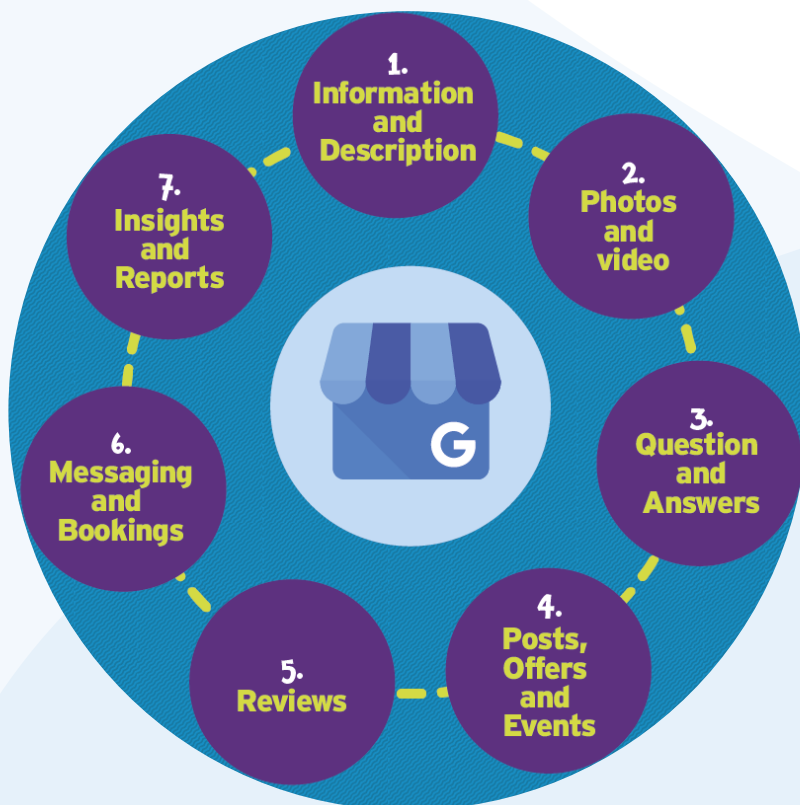 1.
Information
and
Description
2.
Photos
and
video
3.
Question
and
Answers
4.
Posts,
Offers
and
Events
5.
Reviews
6.
Messaging
and
Bookings
7.
Insights
and
Reports
G